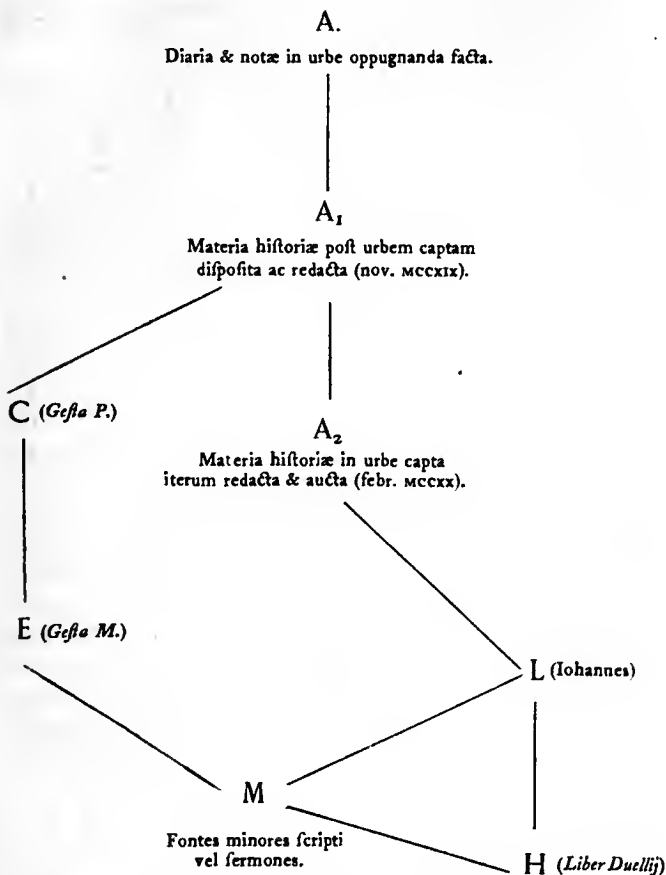 A.
Diaria & notæ in urbe oppugnanda facta.
A₁
Materia hiſtoriæ poſt urbem captam
diſpoſita ac redacta (nov. MCCXIX).
C (Geſta P.)
A₂
Materia hiſtoriæ in urbe capta
iterum redacta & aucta (febr. MCCXX).
E (Geſta M.)
L (Iohannes)
M
Fontes minores ſcripti
vel ſermones.
H (Liber Duellij)